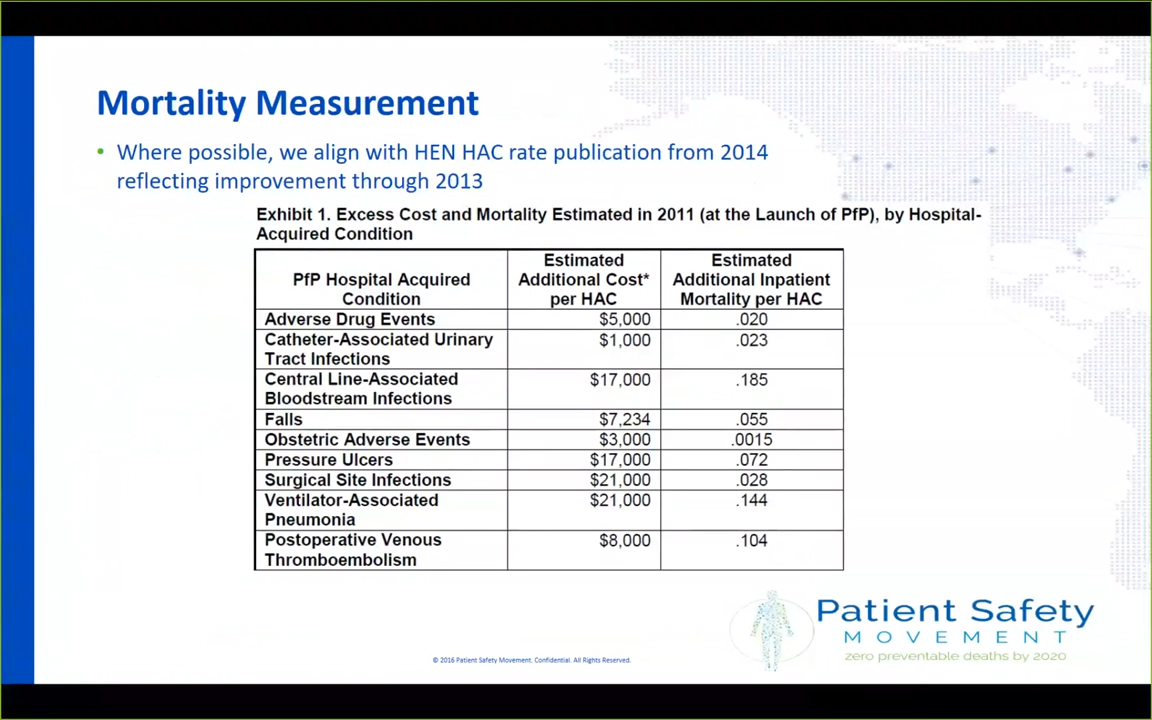 Mortality Measurement
• Where possible, we align with HEN HAC rate publication from 2014
reflecting improvement through 2013
Exhibit 1. Excess Cost and Mortality Estimated in 2011 (at the Launch of PfP), by Hospital-
Acquired Condition
PfP Hospital Acquired
Condition
Estimated
Additional Cost*
per HAC
Estimated
Additional Inpatient
Mortality per HAC
Adverse Drug Events $5,000 .020
Catheter-Associated Urinary
Tract Infections
$1,000 .023
Central Line-Associated
Bloodstream Infections
$17,000 .185
Falls $7,234 .055
Obstetric Adverse Events $3,000 .0015
Pressure Ulcers $17,000 .072
Surgical Site Infections $21,000 .028
Ventilator-Associated
Pneumonia
$21,000 .144
Postoperative Venous
Thromboembolism
$8,000 .104
Patient Safety
MOVEMENT
zero preventable deaths by 2020
© 2016 Patient Safety Movement. Confidential. All Rights Reserved.